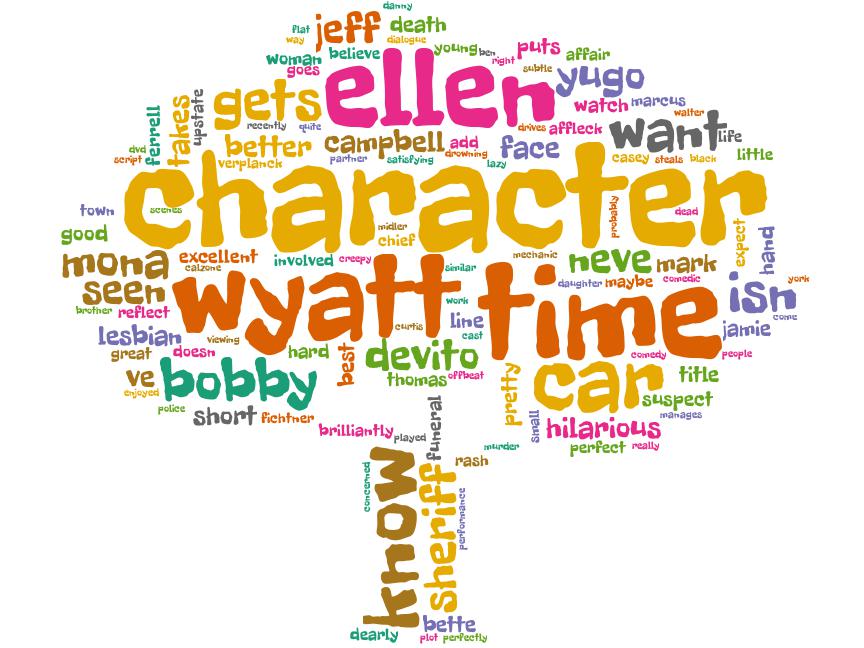 danny
flat jeff death
way dialogue
woman believe young ben right puts affair
goes ellen subtle yugo
upstate takes gets watch marcus
ferrell recently quite drives affleck want walter
better campbell add face life
dvd script verplanck partner satisfying drowning lazy casey steals black little
character
town scenes probably dead
good midler chief expect hand
mona excellent calzone involved creepy similar mechanic neve mark
seen wyatt time daughter maybe comedic isn york
brother reflect work come
lesbian viewing curtis line cast jamie
great doesn hard best devito comedy people
ve bobby thomas offbeat pretty car title
enjoyed suspect
police short fichtner small manages
brilliantly played funeral hilarious
murder perfect really
know rash
concerned sheriff performance
bette
dearly plot perfectly